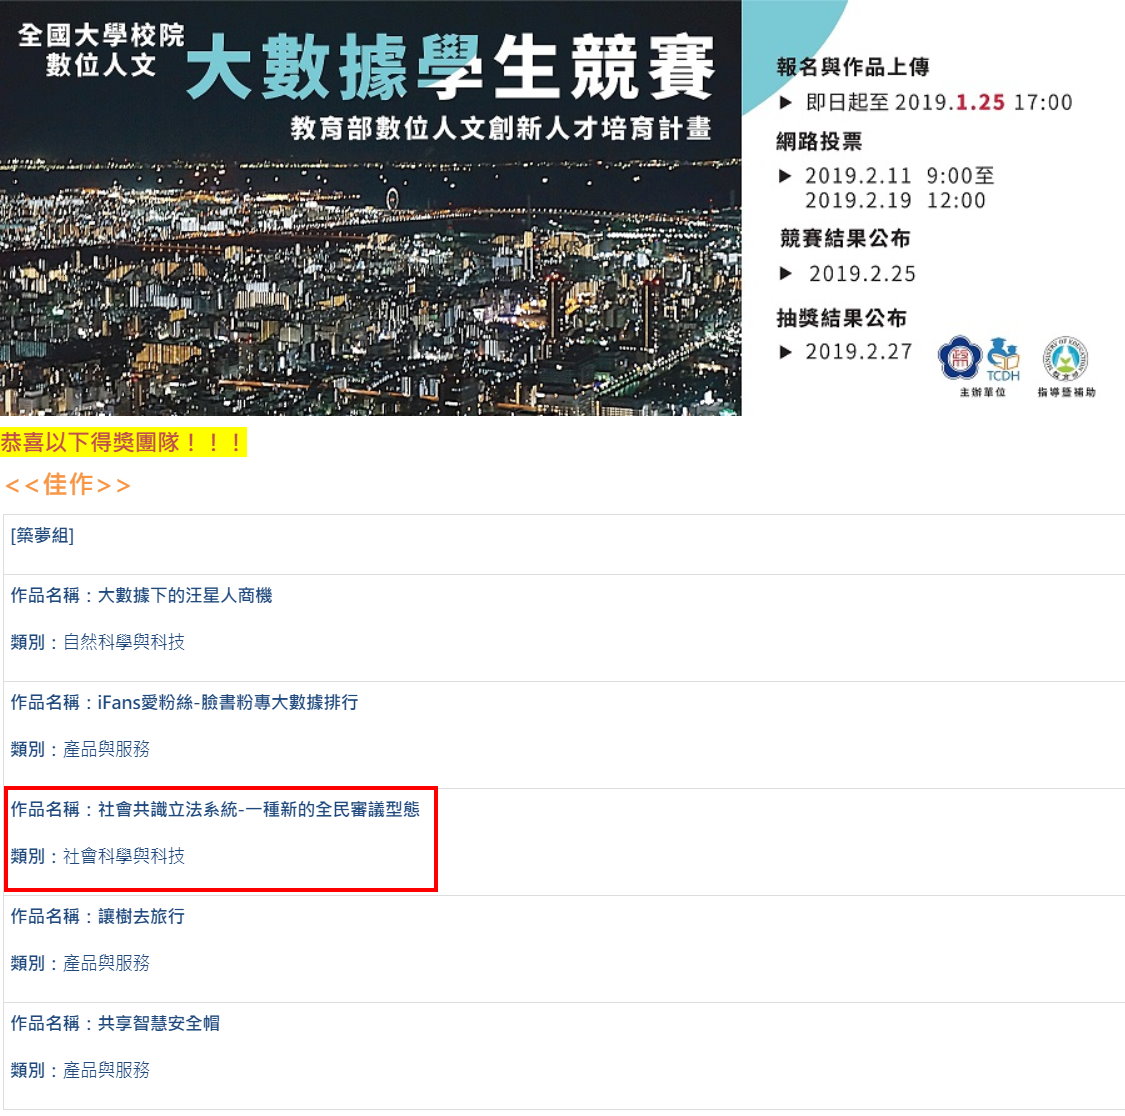 全國大學校院
數位人文
大數據學生競賽
教育部數位人文創新人才培育計畫
報名與作品上傳
▶ 即日起至 2019.1.25 17:00
網路投票
▶ 2019.2.11 9:00至
2019.2.19 12:00
競賽結果公布
▶ 2019.2.25
抽獎結果公布
▶ 2019.2.27
TCDH
MINISTRY OF EDUCATION
教育部
主辦單位
指導暨補助
恭喜以下得獎團隊！！！
<<佳作>>
[築夢組]
作品名稱：大數據下的汪星人商機
類別：自然科學與科技
作品名稱：iFans愛粉絲-臉書粉專大數據排行
類別：產品與服務
作品名稱：社會共識立法系統-一種新的全民審議型態
類別：社會科學與科技
作品名稱：讓樹去旅行
類別：產品與服務
作品名稱：共享智慧安全帽
類別：產品與服務